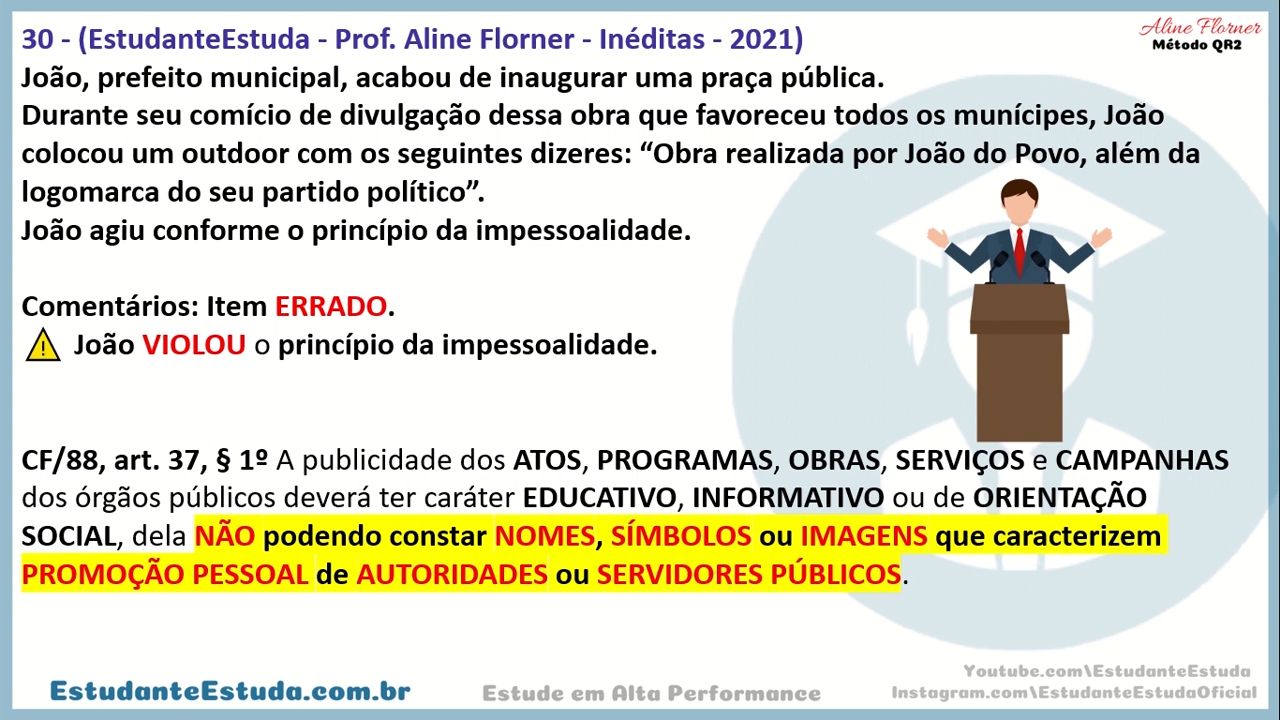 Aline Florner
Método QR2
30 - (EstudanteEstuda - Prof. Aline Florner - Inéditas - 2021)
João, prefeito municipal, acabou de inaugurar uma praça pública.
Durante seu comício de divulgação dessa obra que favoreceu todos os munícipes, João
colocou um outdoor com os seguintes dizeres: “Obra realizada por João do Povo, além da
logomarca do seu partido político”.
João agiu conforme o princípio da impessoalidade.
Comentários: Item ERRADO.
João VIOLOU o princípio da impessoalidade.
CF/88, art. 37, § 1º A publicidade dos ATOS, PROGRAMAS, OBRAS, SERVIÇOS e CAMPANHAS
dos órgãos públicos deverá ter caráter EDUCATIVO, INFORMATIVO ou de ORIENTAÇÃO
SOCIAL, dela NÃO podendo constar NOMES, SÍMBOLOS ou IMAGENS que caracterizem
PROMOÇÃO PESSOAL de AUTORIDADES ou SERVIDORES PÚBLICOS.
EstudanteEstuda.com.br
Estude em Alta Performance
Youtube.com\EstudanteEstuda
Instagram.com\EstudanteEstudaOficial